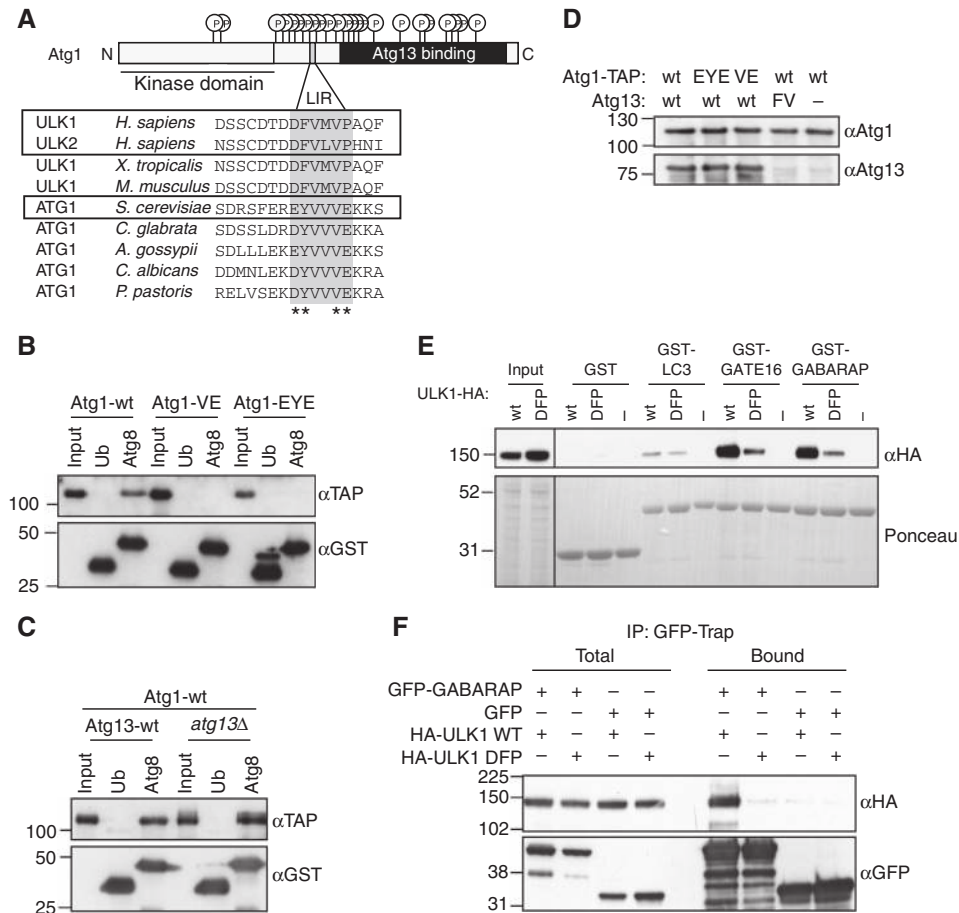 A
P P P P P P P P P P P P P P P P P P P P P P
Atg1 N Atg13 binding C
Kinase domain
LIR
ULK1 H. sapiens DSSCDTDDFVMVPAQF
ULK2 H. sapiens NSSCDTDDFVLVPHNI
ULK1 X. tropicalis NSSCDTDDFVMVPAQF
ULK1 M. musculus DSSCDTDDFVMVPAQF
ATG1 S. cerevisiae SDRSFEREYVVVEKKS
ATG1 C. glabrata SDSSLDRDYVVVEKKA
ATG1 A. gossypii SDLLLEKEYVVVEKKS
ATG1 C. albicans DDMNLEKDYVVVEKRA
ATG1 P. pastoris RELVSEKDYVVVEKRA
** **
B
Atg1-wt Atg1-VE Atg1-EYE
Input Ub Atg8 Input Ub Atg8 Input Ub Atg8
100 αTAP
50 αGST
25
C
Atg1-wt
Atg13-wt atg13Δ
Input Ub Atg8 Input Ub Atg8
100 αTAP
50 αGST
25
D
Atg1-TAP: wt EYE VE wt wt
Atg13: wt wt wt FV –
130 αAtg1
100
75 αAtg13
E
Input GST GST-LC3 GST-GATE16 GST-GABARAP
ULK1-HA: wt DFP wt DFP – wt DFP – wt DFP – wt DFP –
150 αHA
52
31 Ponceau
F
IP: GFP-Trap
Total Bound
GFP-GABARAP + + – – + + – –
GFP – – + + – – + +
HA-ULK1 WT + – + – + – + –
HA-ULK1 DFP – + – + – + – +
225
150 αHA
102
38 αGFP
31